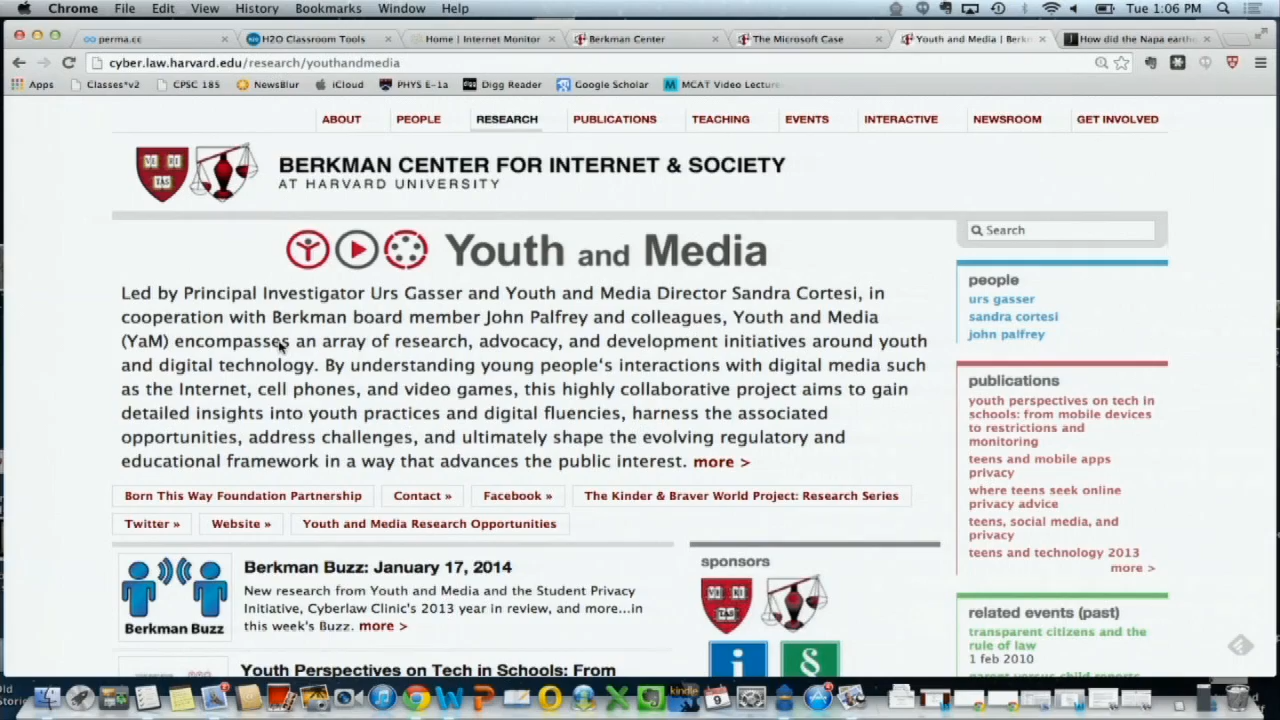 Chrome File Edit View History Bookmarks Window Help Tue 1:06 PM
perma.cc H2O Classroom Tools Home | Internet Monitor Berkman Center The Microsoft Case Youth and Media | Berkm How did the Napa earth
cyber.law.harvard.edu/research/youthandmedia
Apps Classes*v2 CPSC 185 NewsBlur iCloud PHYS E-1a Digg Reader Google Scholar MCAT Video Lecture
ABOUT PEOPLE RESEARCH PUBLICATIONS TEACHING EVENTS INTERACTIVE NEWSROOM GET INVOLVED
BERKMAN CENTER FOR INTERNET & SOCIETY
AT HARVARD UNIVERSITY
Search
Youth and Media
Led by Principal Investigator Urs Gasser and Youth and Media Director Sandra Cortesi, in
cooperation with Berkman board member John Palfrey and colleagues, Youth and Media
(YaM) encompasses an array of research, advocacy, and development initiatives around youth
and digital technology. By understanding young people's interactions with digital media such
as the Internet, cell phones, and video games, this highly collaborative project aims to gain
detailed insights into youth practices and digital fluencies, harness the associated
opportunities, address challenges, and ultimately shape the evolving regulatory and
educational framework in a way that advances the public interest. more >
Born This Way Foundation Partnership Contact » Facebook » The Kinder & Braver World Project: Research Series
Twitter » Website » Youth and Media Research Opportunities
Berkman Buzz
Berkman Buzz: January 17, 2014
New research from Youth and Media and the Student Privacy
Initiative, Cyberlaw Clinic's 2013 year in review, and more...in
this week's Buzz. more >
Youth Perspectives on Tech in Schools: From
sponsors
people
urs gasser
sandra cortesi
john palfrey
publications
youth perspectives on tech in
schools: from mobile devices
to restrictions and
monitoring
teens and mobile apps
privacy
where teens seek online
privacy advice
teens, social media, and
privacy
teens and technology 2013
more >
related events (past)
transparent citizens and the
rule of law
1 feb 2010